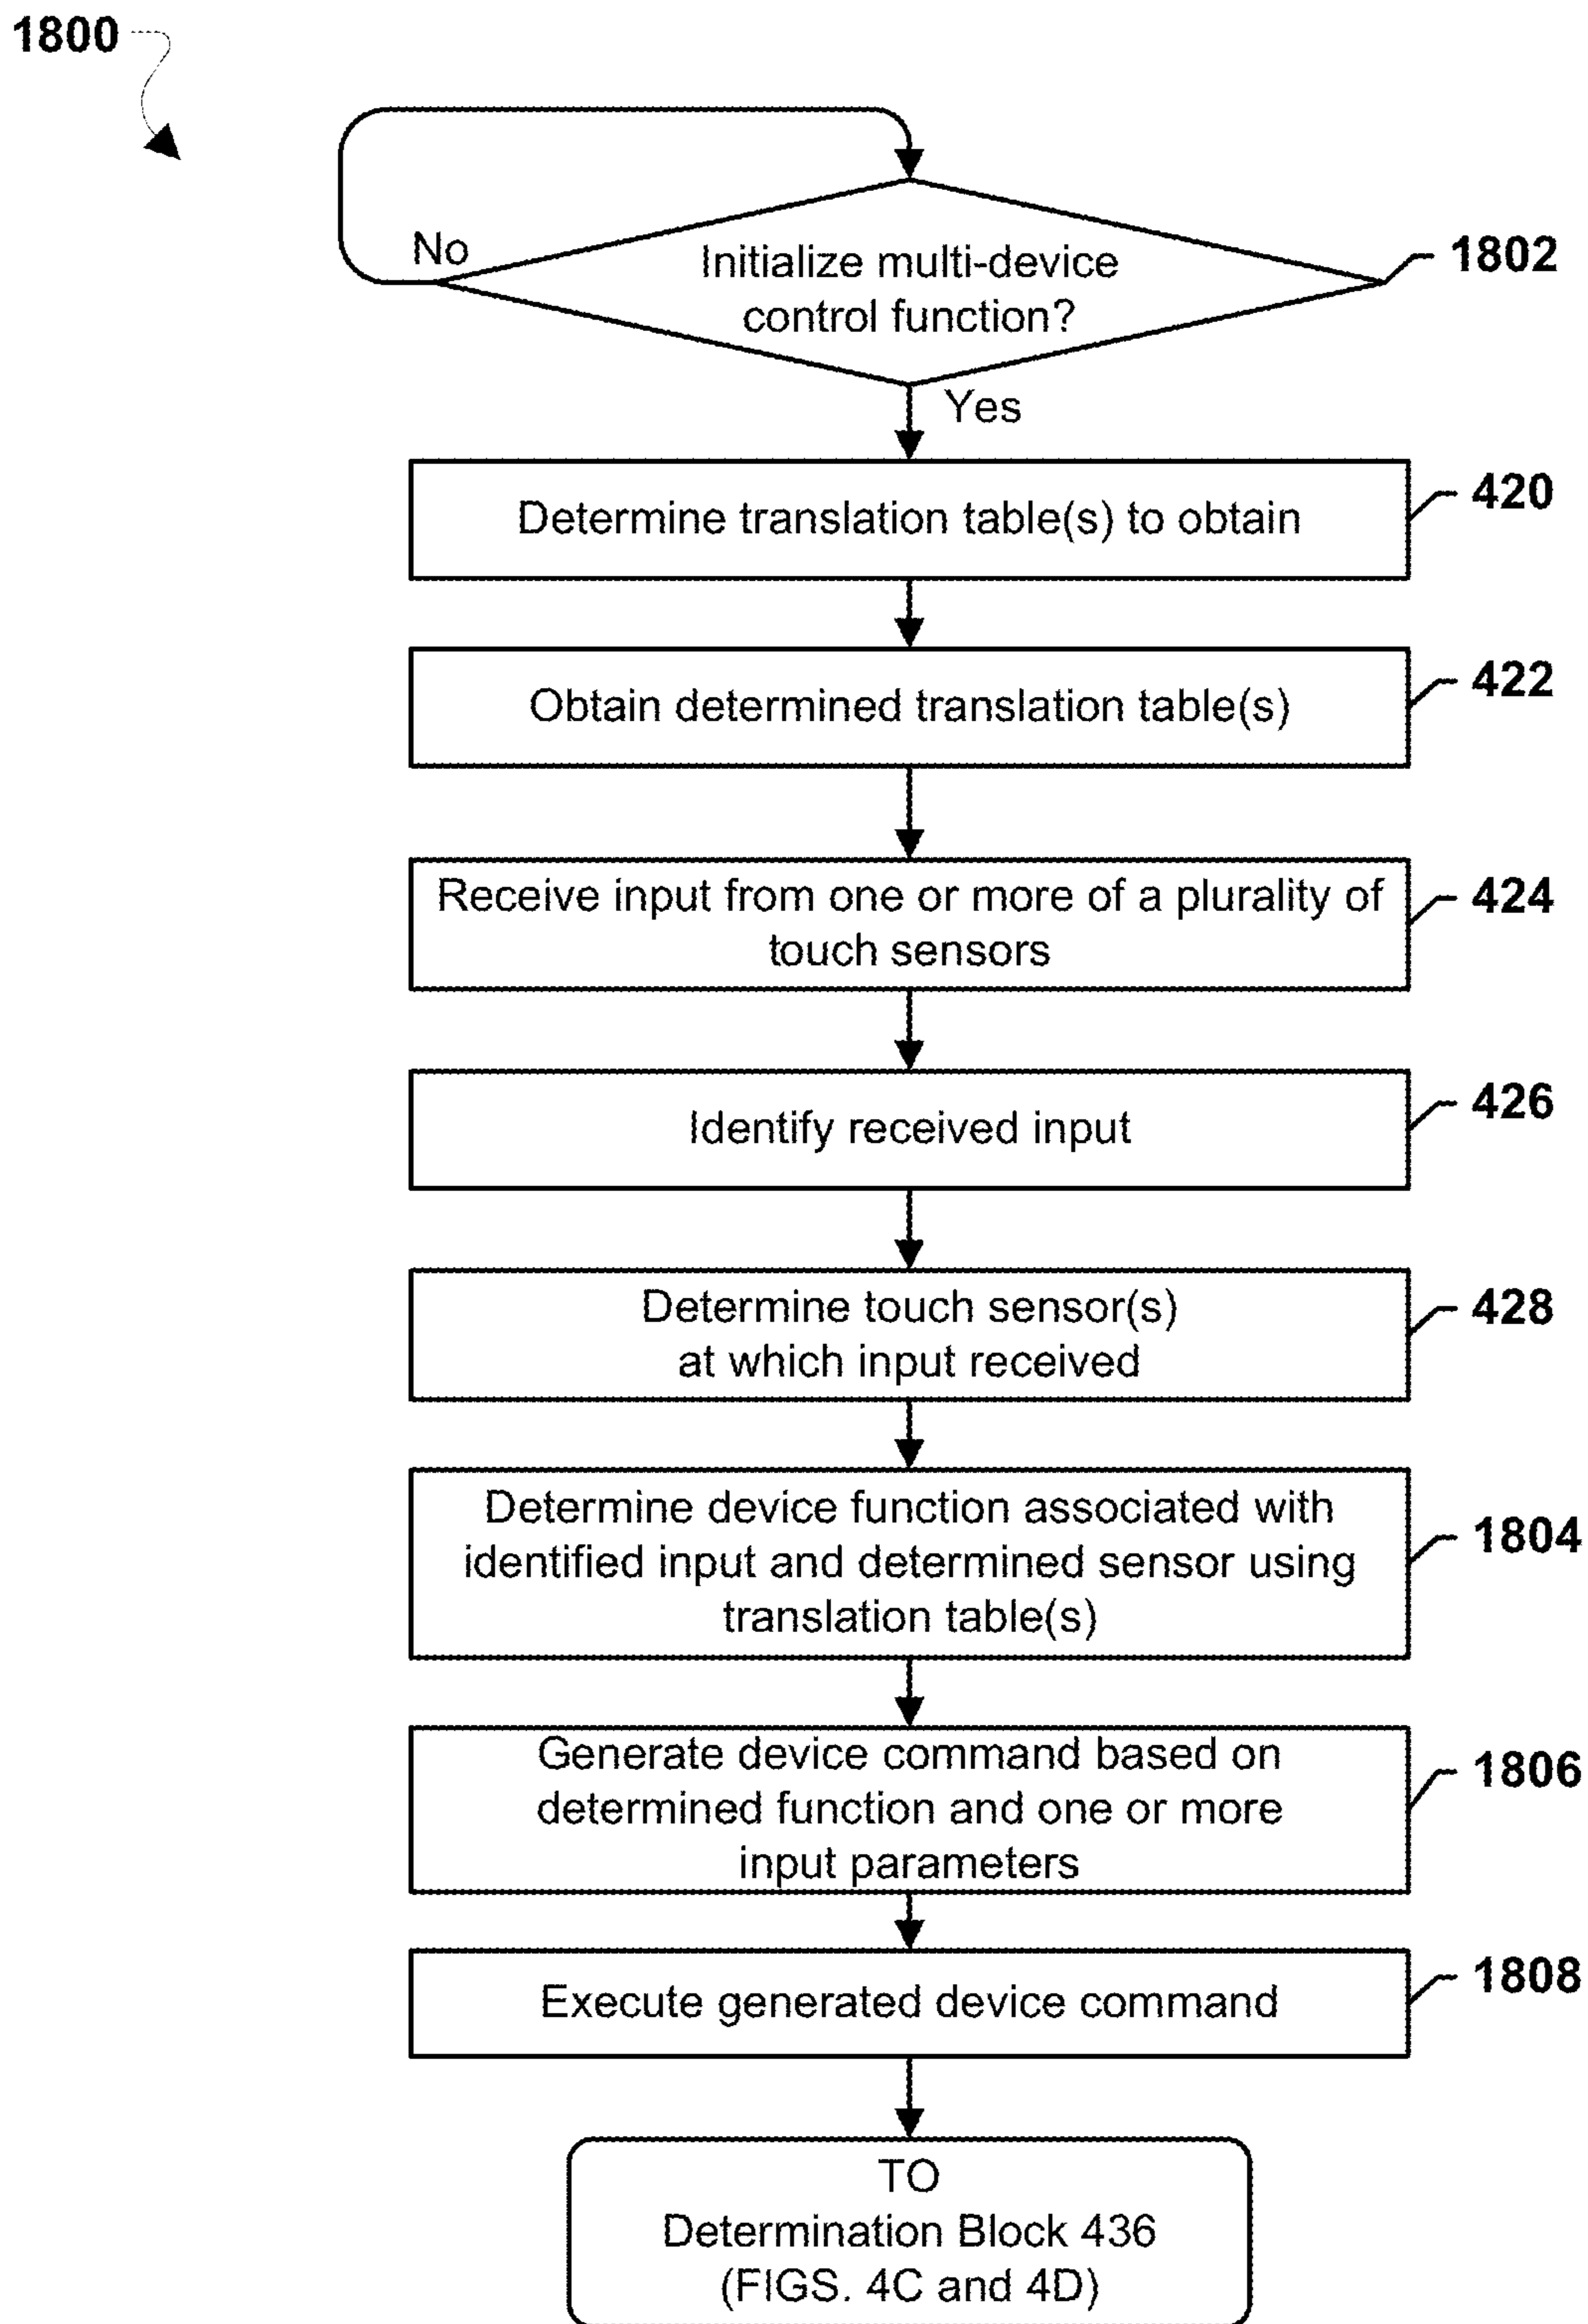 1800
No
Initialize multi-device
control function?
1802
Yes
Determine translation table(s) to obtain
420
Obtain determined translation table(s)
422
Receive input from one or more of a plurality of
touch sensors
424
Identify received input
426
Determine touch sensor(s)
at which input received
428
Determine device function associated with
identified input and determined sensor using
translation table(s)
1804
Generate device command based on
determined function and one or more
input parameters
1806
Execute generated device command
1808
TO
Determination Block 436
(FIGS. 4C and 4D)